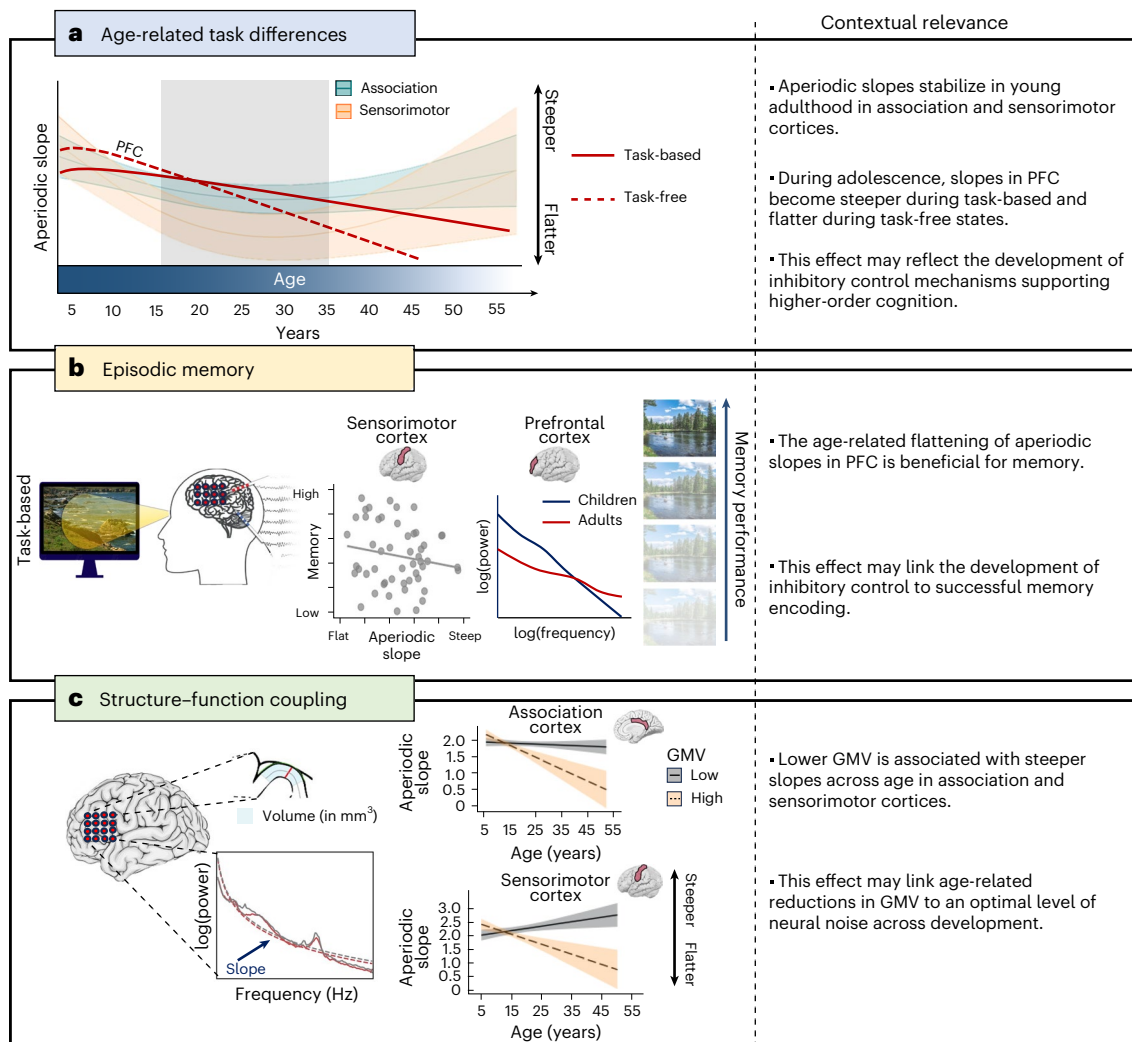 Contextual relevance
a Age-related task differences
Association
Sensorimotor
PFC
Aperiodic slope
Steeper
Flatter
Task-based
Task-free
Age
5 10 15 20 25 30 35 40 45 50 55
Years
▪ Aperiodic slopes stabilize in young
adulthood in association and sensorimotor
cortices.
▪ During adolescence, slopes in PFC
become steeper during task-based and
flatter during task-free states.
▪ This effect may reflect the development of
inhibitory control mechanisms supporting
higher-order cognition.
b Episodic memory
Task-based
Sensorimotor
cortex
High
Memory
Low
Flat
Aperiodic
slope
Steep
Prefrontal
cortex
Children
Adults
log(power)
log(frequency)
Memory performance
▪ The age-related flattening of aperiodic
slopes in PFC is beneficial for memory.
▪ This effect may link the development of
inhibitory control to successful memory
encoding.
c Structure–function coupling
Volume (in mm³)
log(power)
Slope
Frequency (Hz)
Association
cortex
Aperiodic
slope
2.0
1.5
1.0
0.5
0
5 15 25 35 45 55
Age (years)
GMV
Low
High
Sensorimotor
cortex
Aperiodic
slope
3.0
2.5
2.0
1.5
1.0
0.5
0
5 15 25 35 45 55
Age (years)
Steeper
Flatter
▪ Lower GMV is associated with steeper
slopes across age in association and
sensorimotor cortices.
▪ This effect may link age-related
reductions in GMV to an optimal level of
neural noise across development.